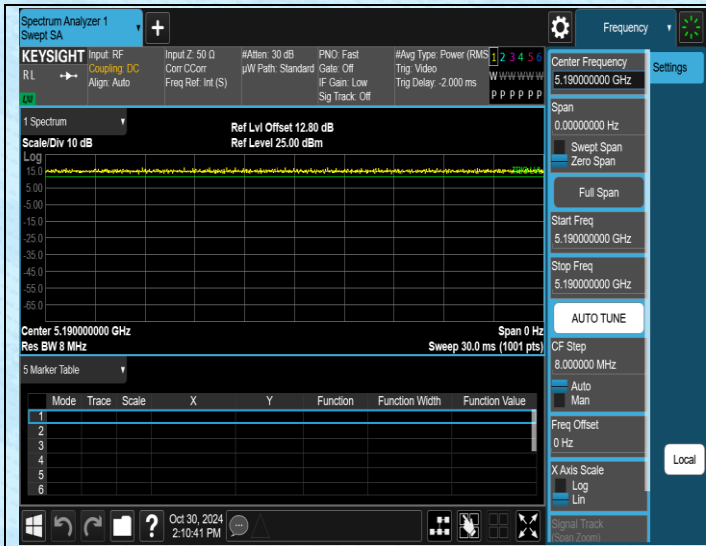 Spectrum Analyzer 1
Swept SA
+
Frequency
KEYSIGHT
RL
LXI
Input: RF
Coupling: DC
Align: Auto
Input Z: 50 Ω
Corr CCorr
Freq Ref: Int (S)
#Atten: 30 dB
µW Path: Standard
PNO: Fast
Gate: Off
IF Gain: Low
Sig Track: Off
#Avg Type: Power (RMS
Trig: Video
Trig Delay: -2.000 ms
1 2 3 4 5 6
W W W W W W
P P P P P P
1 Spectrum
Scale/Div 10 dB
Ref Lvl Offset 12.80 dB
Ref Level 25.00 dBm
Log
15.0
5.00
-5.00
-15.0
-25.0
-35.0
-45.0
-55.0
-65.0
Center 5.190000000 GHz
Span 0 Hz
Res BW 8 MHz
Sweep 30.0 ms (1001 pts)
5 Marker Table
Mode Trace Scale X Y Function Function Width Function Value
1
2
3
4
5
6
?
Oct 30, 2024
2:10:41 PM
Center Frequency
5.190000000 GHz
Settings
Span
0.00000000 Hz
Swept Span
Zero Span
Full Span
Start Freq
5.190000000 GHz
Stop Freq
5.190000000 GHz
AUTO TUNE
CF Step
8.000000 MHz
Auto
Man
Freq Offset
0 Hz
Local
X Axis Scale
Log
Lin
Signal Track
(Span Zoom)